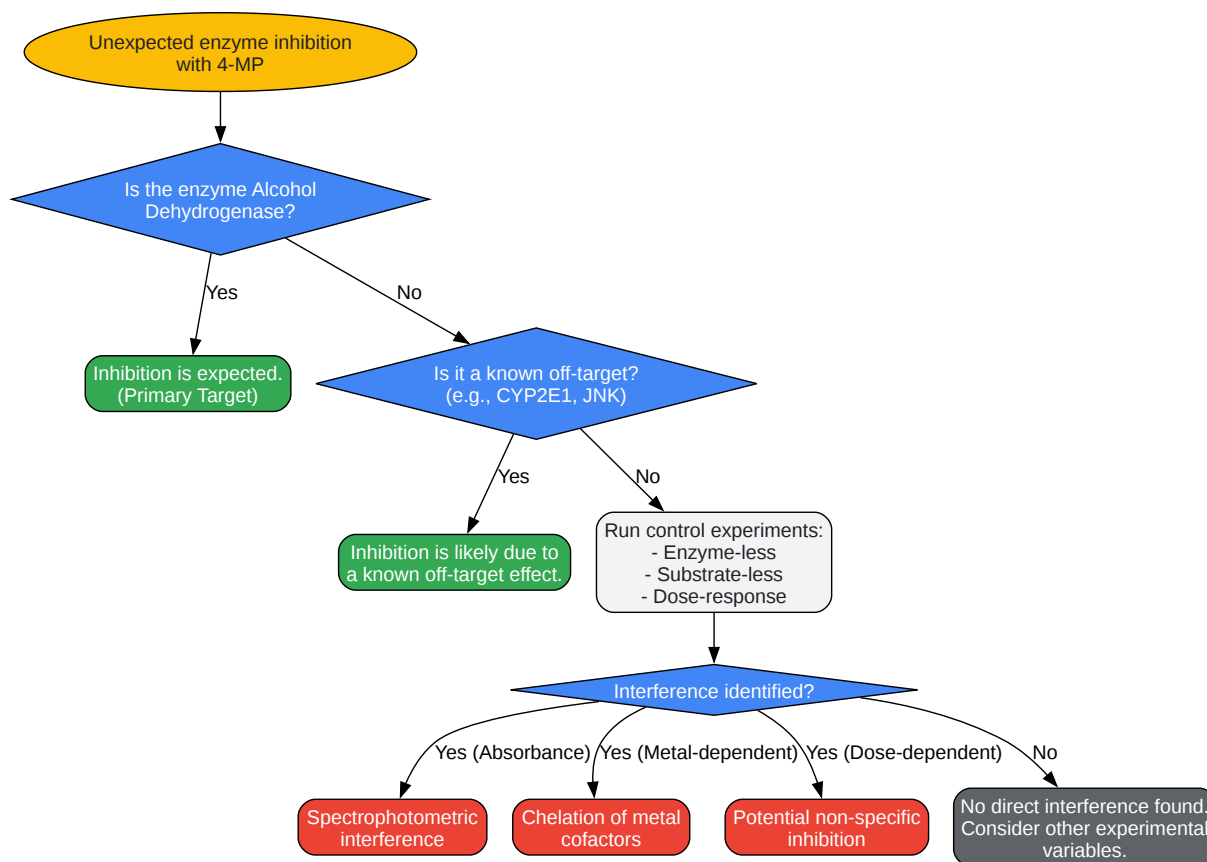 Unexpected enzyme inhibition
with 4-MP
Is the enzyme Alcohol
Dehydrogenase?
Yes
No
Inhibition is expected.
(Primary Target)
Is it a known off-target?
(e.g., CYP2E1, JNK)
Yes
No
Inhibition is likely due to
a known off-target effect.
Run control experiments:
- Enzyme-less
- Substrate-less
- Dose-response
Interference identified?
Yes (Absorbance)
Yes (Metal-dependent)
Yes (Dose-dependent)
No
Spectrophotometric
interference
Chelation of metal
cofactors
Potential non-specific
inhibition
No direct interference found.
Consider other experimental
variables.